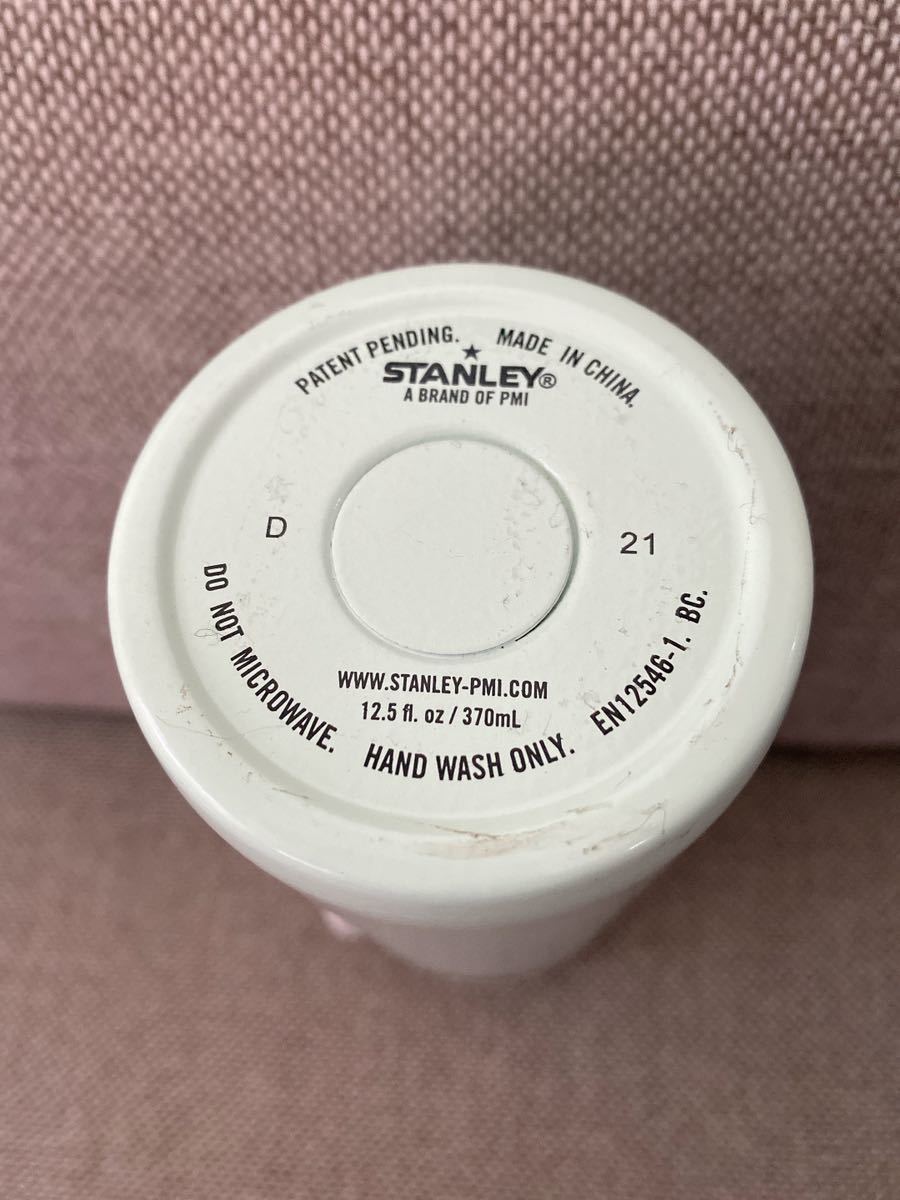 PATENT PENDING. MADE IN CHINA.
STANLEY®
A BRAND OF PMI
D
21
WWW.STANLEY-PMI.COM
12.5 fl. oz / 370mL
DO NOT MICROWAVE. HAND WASH ONLY. EN12546-1. BC.